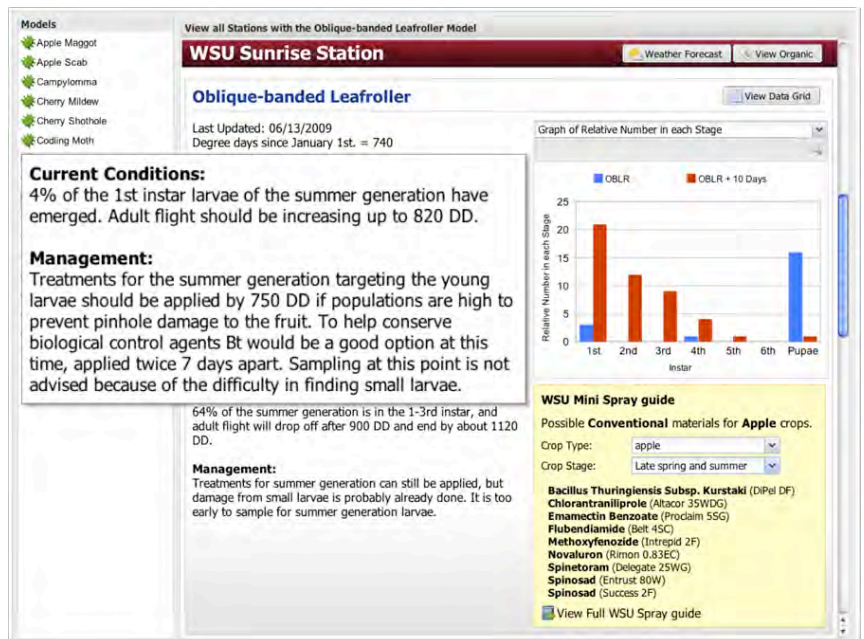 Models
Apple Maggot
Apple Scab
Campylomma
Cherry Mildew
Cherry Shothole
Codling Moth
View all Stations with the Oblique-banded Leafroller Model
WSU Sunrise Station
Weather Forecast
View Organic
Oblique-banded Leafroller
View Data Grid
Last Updated: 06/13/2009
Degree days since January 1st. = 740
Current Conditions:
4% of the 1st instar larvae of the summer generation have
emerged. Adult flight should be increasing up to 820 DD.
Management:
Treatments for the summer generation targeting the young
larvae should be applied by 750 DD if populations are high to
prevent pinhole damage to the fruit. To help conserve
biological control agents Bt would be a good option at this
time, applied twice 7 days apart. Sampling at this point is not
advised because of the difficulty in finding small larvae.
64% of the summer generation is in the 1-3rd instar, and
adult flight will drop off after 900 DD and end by about 1120
DD.
Management:
Treatments for summer generation can still be applied, but
damage from small larvae is probably already done. It is too
early to sample for summer generation larvae.
Graph of Relative Number in each Stage
OBLR
OBLR + 10 Days
Relative Number in each Stage
25
20
15
10
5
0
1st 2nd 3rd 4th 5th 6th Pupae
Instar
WSU Mini Spray guide
Possible Conventional materials for Apple crops.
Crop Type: apple
Crop Stage: Late spring and summer
Bacillus Thuringiensis Subsp. Kurstaki (DiPel DF)
Chlorantraniliprole (Altacor 35WDG)
Emamectin Benzoate (Proclaim 5SG)
Flubendiamide (Belt 4SC)
Methoxyfenozide (Intrepid 2F)
Novaluron (Rimon 0.83EC)
Spinetoram (Delegate 25WG)
Spinosad (Entrust 80W)
Spinosad (Success 2F)
View Full WSU Spray guide